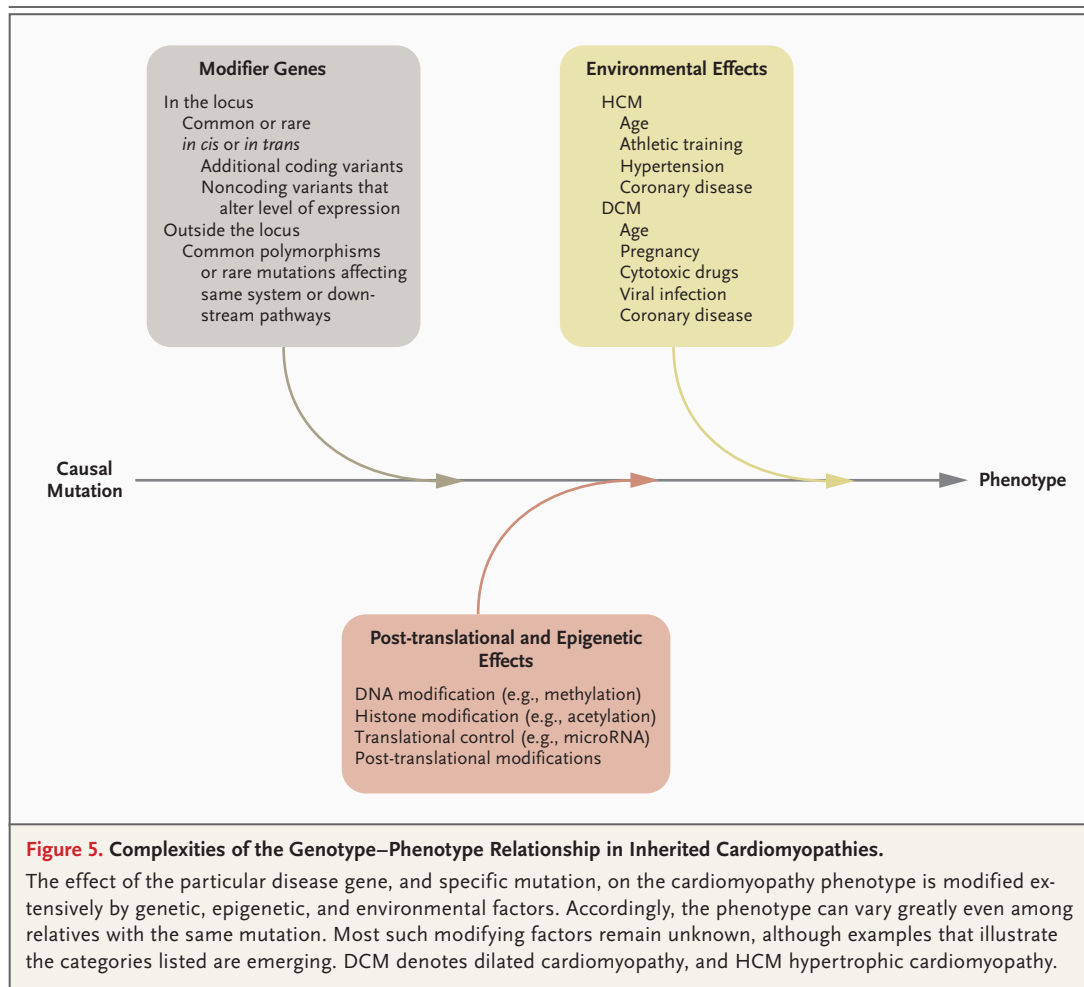 Modifier Genes
In the locus
Common or rare
in cis or in trans
Additional coding variants
Noncoding variants that
alter level of expression
Outside the locus
Common polymorphisms
or rare mutations affecting
same system or down-
stream pathways
Environmental Effects
HCM
Age
Athletic training
Hypertension
Coronary disease
DCM
Age
Pregnancy
Cytotoxic drugs
Viral infection
Coronary disease
Causal
Mutation
Phenotype
Post-translational and Epigenetic
Effects
DNA modification (e.g., methylation)
Histone modification (e.g., acetylation)
Translational control (e.g., microRNA)
Post-translational modifications
Figure 5. Complexities of the Genotype–Phenotype Relationship in Inherited Cardiomyopathies.
The effect of the particular disease gene, and specific mutation, on the cardiomyopathy phenotype is modified ex-
tensively by genetic, epigenetic, and environmental factors. Accordingly, the phenotype can vary greatly even among
relatives with the same mutation. Most such modifying factors remain unknown, although examples that illustrate
the categories listed are emerging. DCM denotes dilated cardiomyopathy, and HCM hypertrophic cardiomyopathy.